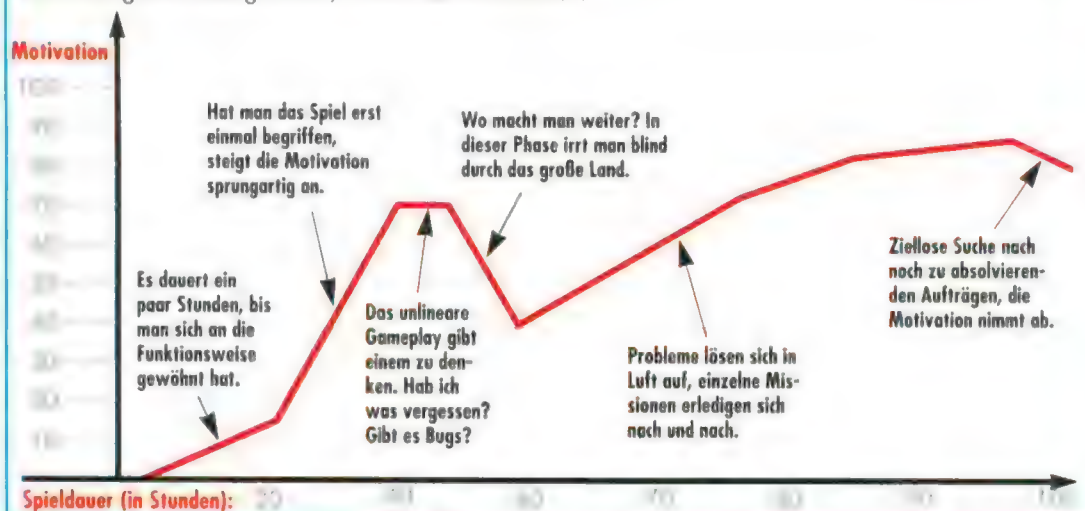 Motivation
100
Hat man das Spiel erst
einmal begriffen,
steigt die Motivation
sprungartig an.
Wo macht man weiter? In
dieser Phase irrt man blind
durch das große Land.
Es dauert ein
paar Stunden, bis
man sich an die
Funktionsweise
gewöhnt hat.
Das unlineare
Gameplay gibt
einem zu den-
ken. Hab ich
was vergessen?
Gibt es Bugs?
Probleme lösen sich in
Luft auf, einzelne Mis-
sionen erledigen sich
nach und nach.
Ziellose Suche nach
noch zu absolvieren-
den Aufträgen, die
Motivation nimmt ab.
Spieldauer (in Stunden):
20
60
70